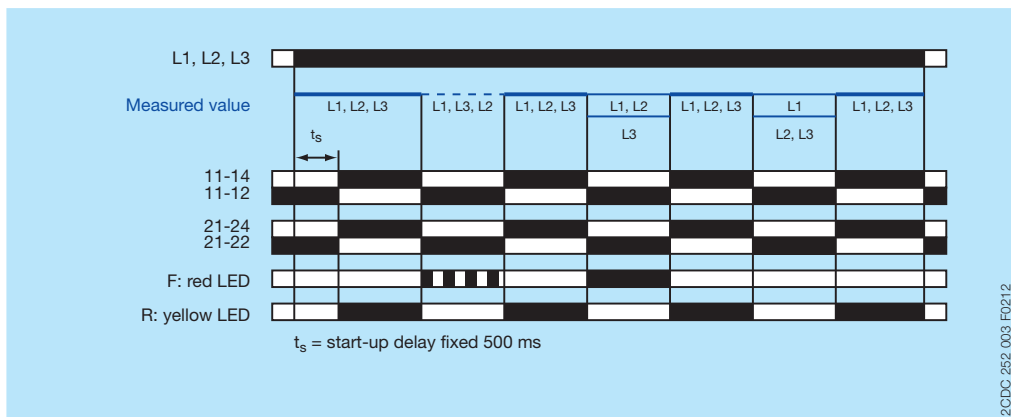 L1, L2, L3
Measured value
L1, L2, L3
L1, L3, L2
L1, L2, L3
L1, L2
L1, L2, L3
L1
L1, L2, L3
L3
L2, L3
ts
11-14
11-12
21-24
21-22
F: red LED
R: yellow LED
ts = start-up delay fixed 500 ms
2CDC 252 003 F0212